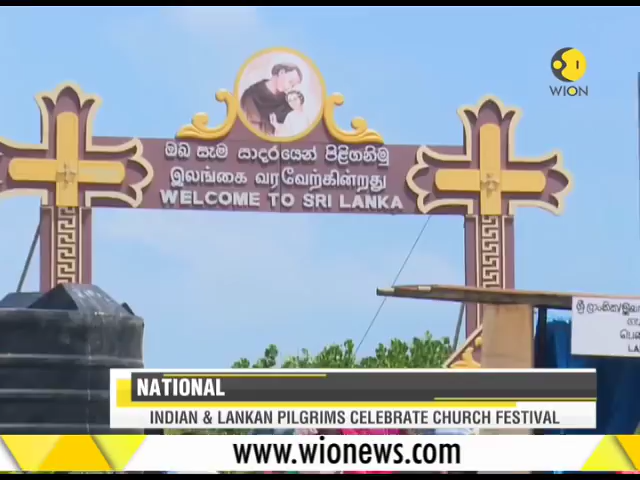 WION
ඔබ සැම සාදරයෙන් පිළිගනිමු
இலங்கை வரவேற்கின்றது
WELCOME TO SRI LANKA
NATIONAL
INDIAN & LANKAN PILGRIMS CELEBRATE CHURCH FESTIVAL
www.wionews.com